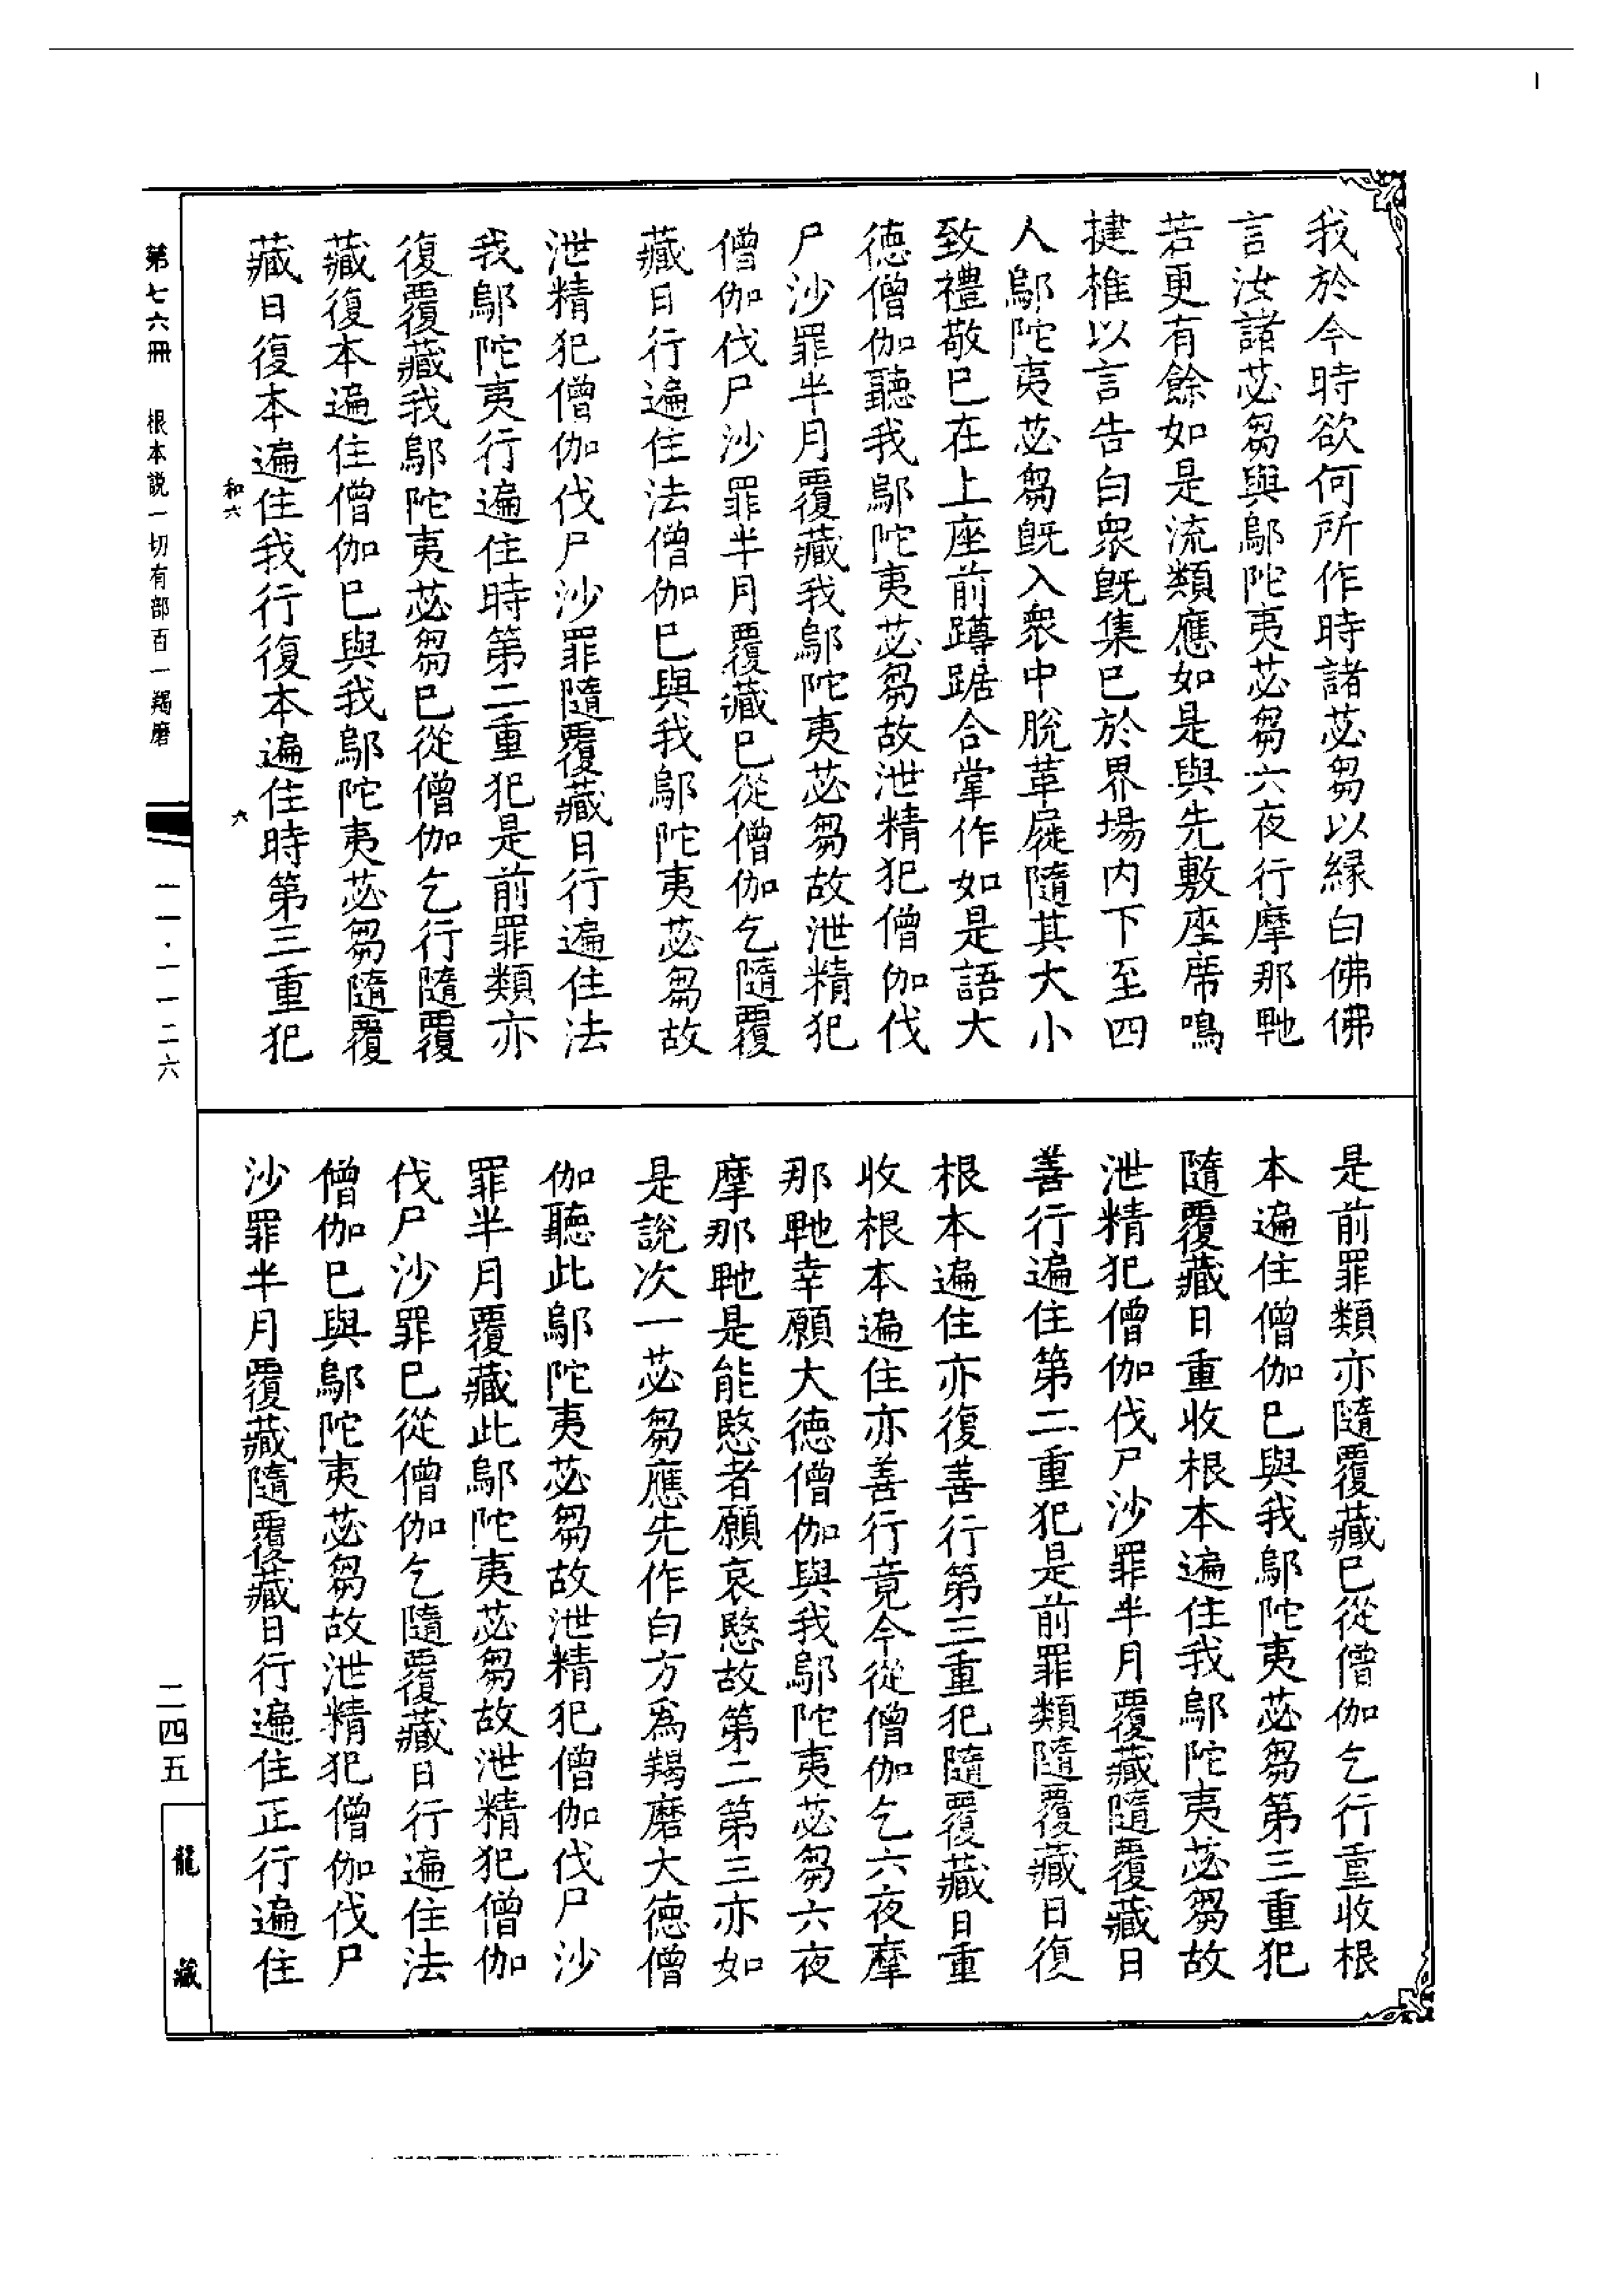 我於今時欲何所作時諸苾芻以緣白佛佛
言汝諸苾芻與鄔陀夷苾芻六夜行摩那𭹮
若更有餘如是流類應如是與先敷座席鳴
揵椎以言告白衆旣集已於界場内下至四
人鄔陀夷苾芻旣入衆中脫革屣隨其大小
致禮敬已在上座前蹲踞合掌作如是語大
德僧伽聽我鄔陀夷苾芻故泄精犯僧伽伐
尸沙罪半月覆藏我鄔陀夷苾芻故泄精犯
僧伽伐尸沙罪半月覆藏已從僧伽乞隨覆
藏日行遍住法僧伽已與我鄔陀夷苾芻故
泄精犯僧伽伐尸沙罪隨覆藏日行遍住法
我鄔陀夷行遍住時第二重犯是前罪類亦
復覆藏我鄔陀夷苾芻已從僧伽乞行隨覆
藏復本遍住僧伽已與我鄔陀夷苾芻隨覆
藏日復本遍住我行復本遍住時第三重犯
是前罪類亦隨覆藏已從僧伽乞行重收根
本遍住僧伽已與我鄔陀夷苾芻第三重犯
隨覆藏日重收根本遍住我鄔陀夷苾芻故
泄精犯僧伽伐尸沙罪半月覆藏隨覆藏日
善行遍住第二重犯是前罪類隨覆藏日復
根本遍住亦復善行第三重犯隨覆藏日重
收根本遍住亦善行竟今從僧伽乞六夜摩
那𭹮幸願大德僧伽與我鄔陀夷苾芻六夜
摩那𭹮是能愍者願哀愍故第二第三亦如
是說次一苾芻應先作白方爲羯磨大德僧
伽聽此鄔陀夷苾芻故泄精犯僧伽伐尸沙
罪半月覆藏此鄔陀夷苾芻故泄精犯僧伽
伐尸沙罪已從僧伽乞隨覆藏日行遍住法
僧伽已與鄔陀夷苾芻故泄精犯僧伽伐尸
沙罪半月覆藏隨覆藏日行遍住正行遍住
和六
六
第七六冊 根本說一切有部百一羯磨
一一·一一二六
二四五
龍藏